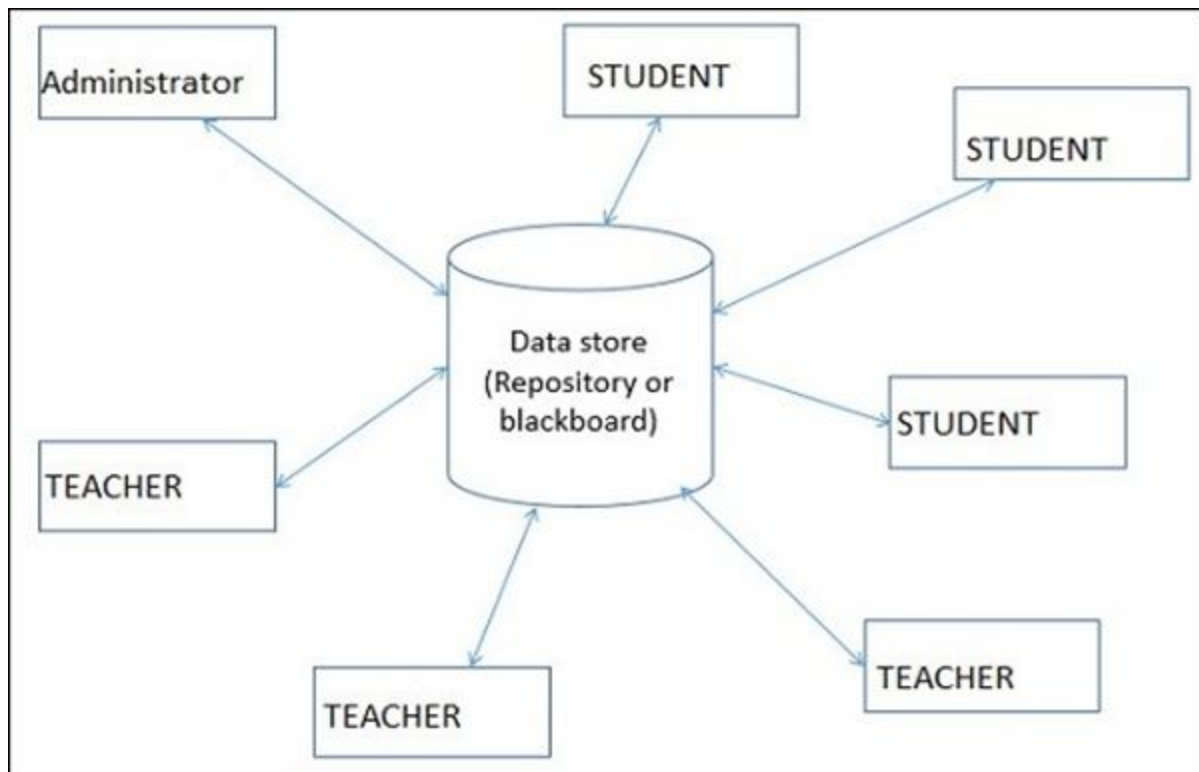 Administrator
STUDENT
STUDENT
Data store
(Repository or
blackboard)
STUDENT
TEACHER
TEACHER
TEACHER